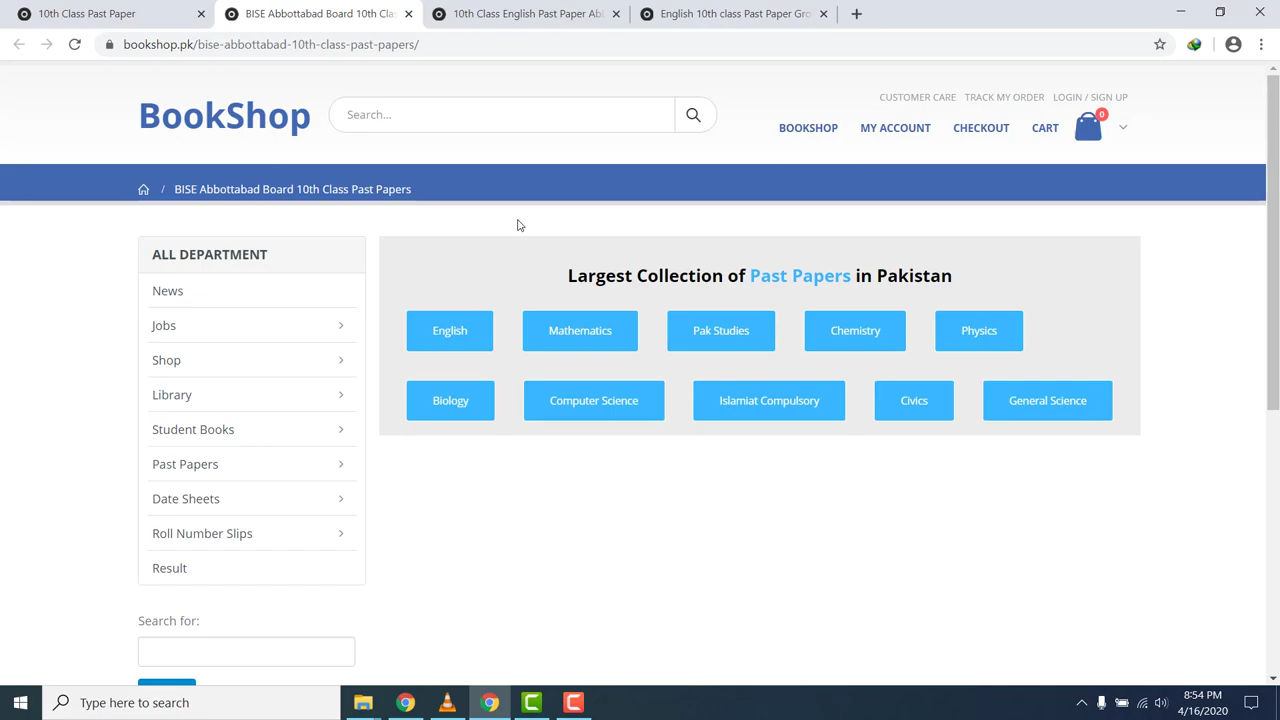 10th Class Past Paper
BISE Abbottabad Board 10th Cla
10th Class English Past Paper Ab
English 10th class Past Paper Gro
bookshop.pk/bise-abbottabad-10th-class-past-papers/
CUSTOMER CARE TRACK MY ORDER LOGIN / SIGN UP
BookShop
Search...
BOOKSHOP MY ACCOUNT CHECKOUT CART
0
/ BISE Abbottabad Board 10th Class Past Papers
ALL DEPARTMENT
News
Jobs
Shop
Library
Student Books
Past Papers
Date Sheets
Roll Number Slips
Result
Search for:
Largest Collection of Past Papers in Pakistan
English Mathematics Pak Studies Chemistry Physics
Biology Computer Science Islamiat Compulsory Civics General Science
Type here to search
8:54 PM
4/16/2020